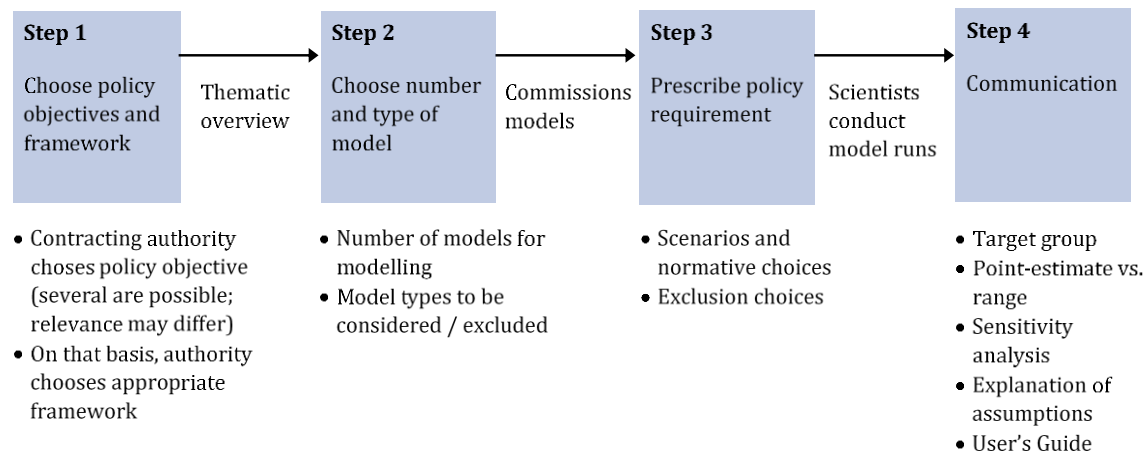 Step 1
Choose policy
objectives and
framework
Thematic
overview
Step 2
Choose number
and type of
model
Commissions
models
Step 3
Prescribe policy
requirement
Scientists
conduct
model runs
Step 4
Communication
• Contracting authority
choses policy objective
(several are possible;
relevance may differ)
• On that basis, authority
chooses appropriate
framework
• Number of models for
modelling
• Model types to be
considered / excluded
• Scenarios and
normative choices
• Exclusion choices
• Target group
• Point-estimate vs.
range
• Sensitivity
analysis
• Explanation of
assumptions
• User's Guide